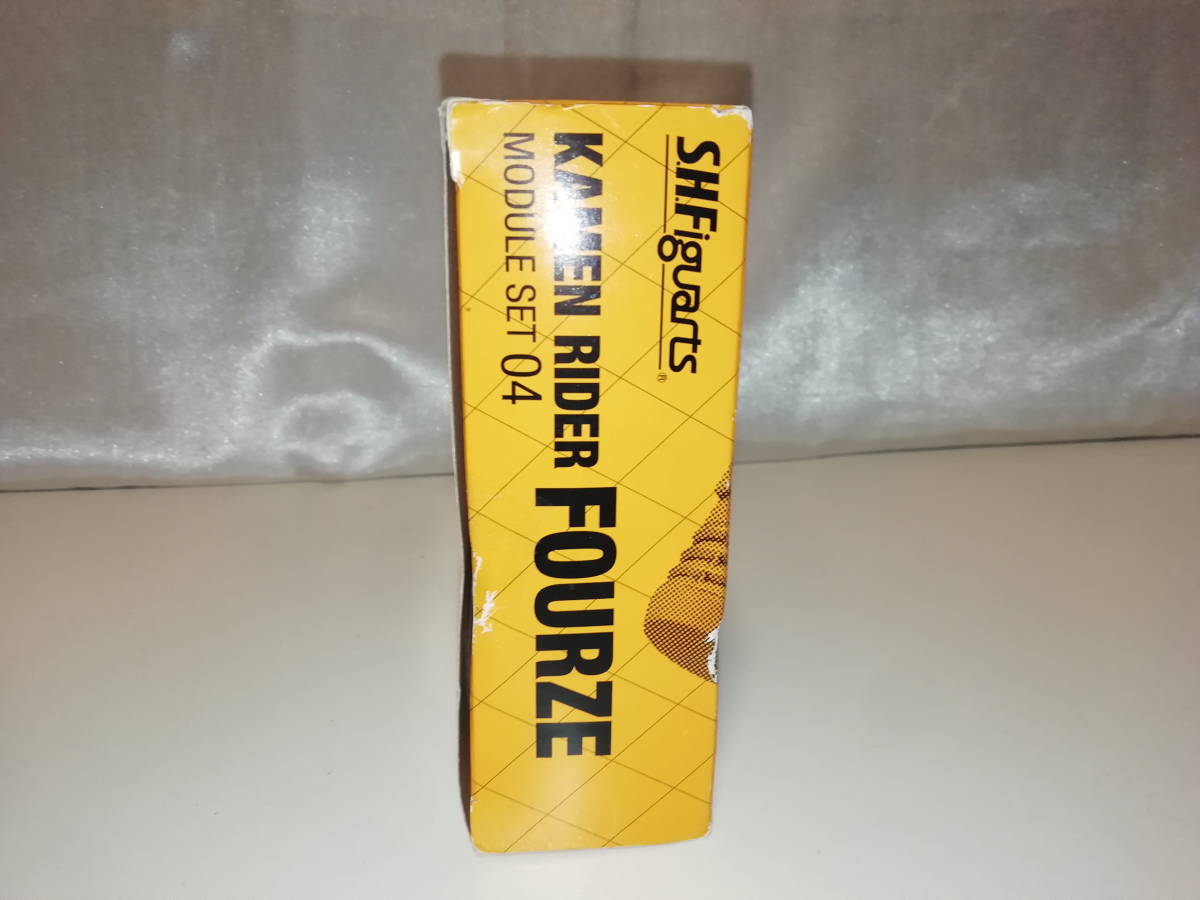 S.H.Figuarts
®
KAMEN RIDER FOURZE
MODULE SET 04